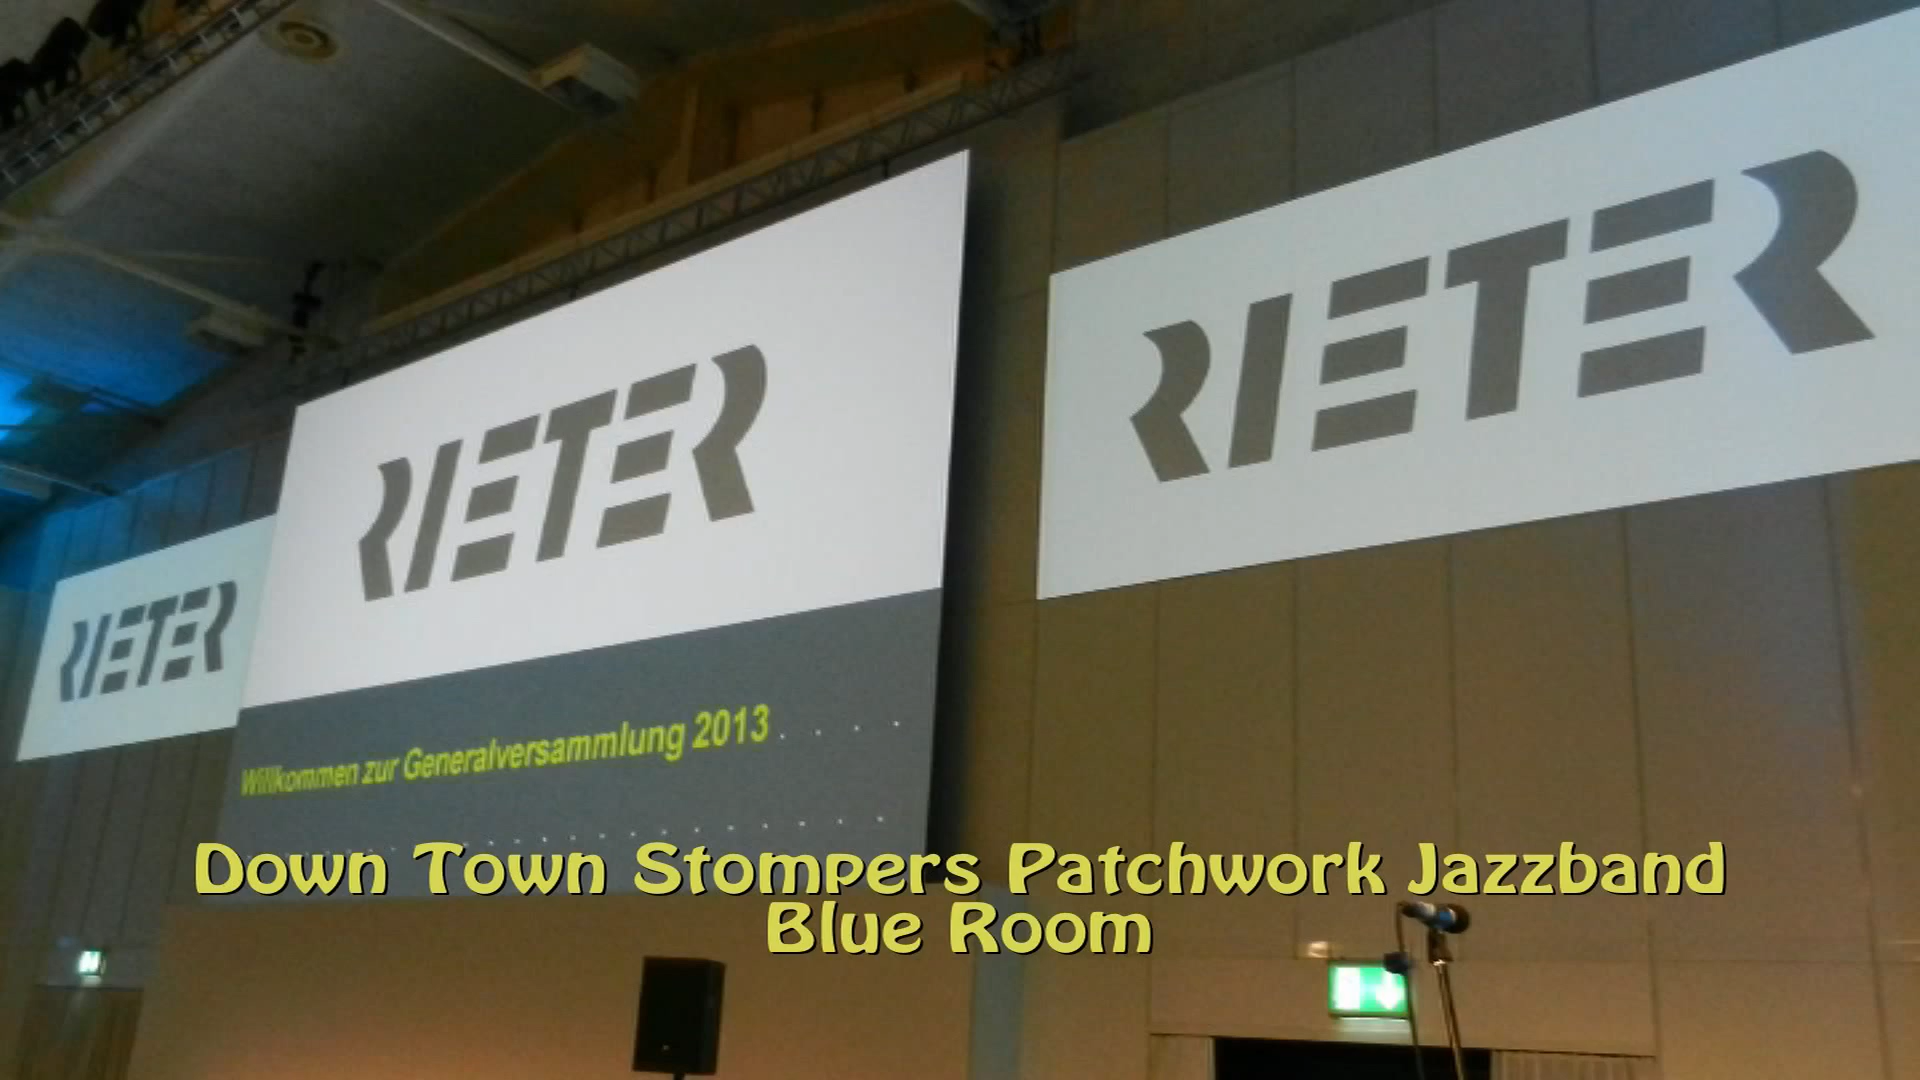 RIETER
RIETER
RIETER
Willkommen zur Generalversammlung 2013
Down Town Stompers Patchwork Jazzband
Blue Room